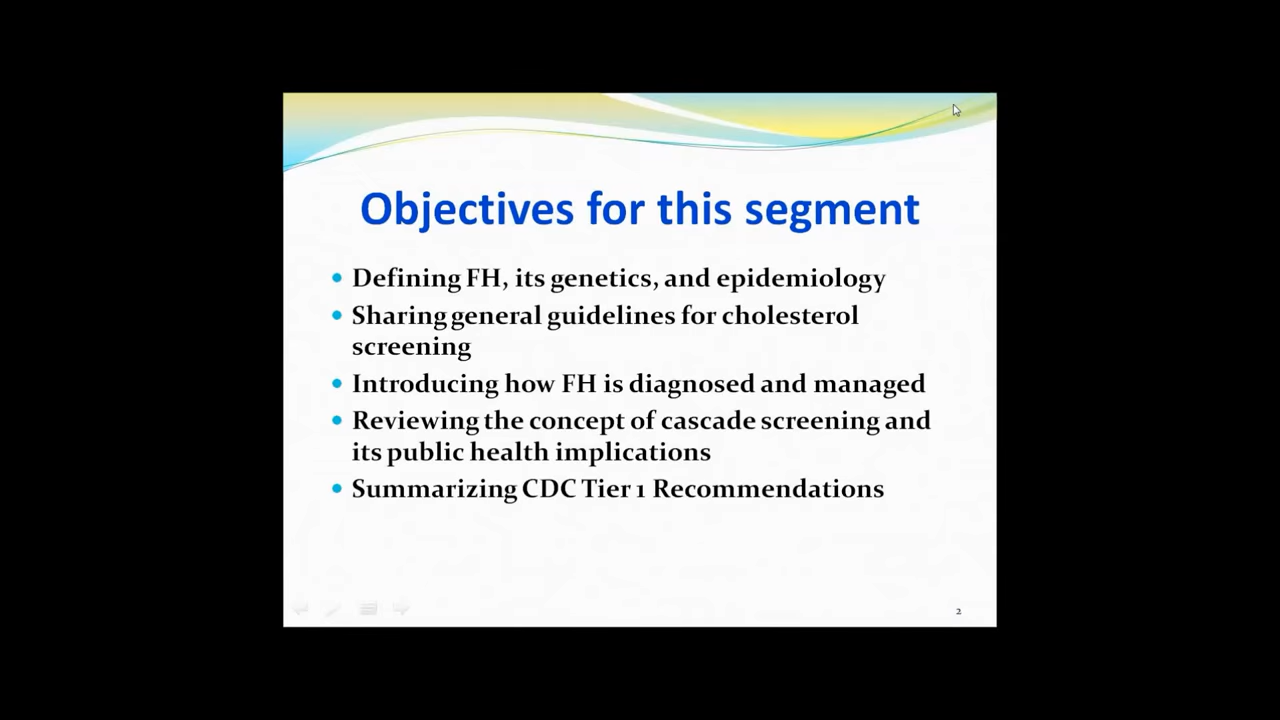 Objectives for this segment
Defining FH, its genetics, and epidemiology
Sharing general guidelines for cholesterol
screening
Introducing how FH is diagnosed and managed
Reviewing the concept of cascade screening and
its public health implications
Summarizing CDC Tier 1 Recommendations
2